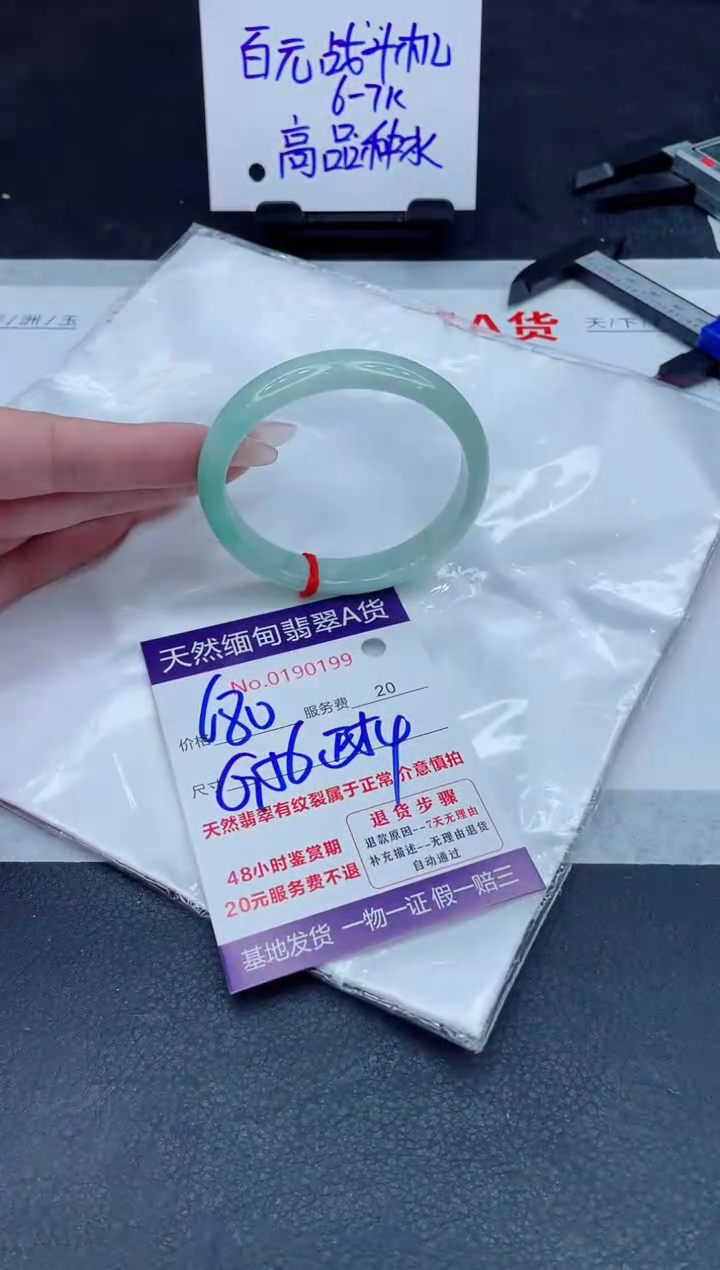 百元战斗机
6-7k
高品种水
/洲/玉
A货
天/下
天然缅甸翡翠A货
No.0190199
价格 680 服务费 20
尺寸
天然翡翠有纹裂属于正常 介意慎拍
48小时鉴赏期
20元服务费不退
退货步骤
退款原因--7天无理由
补充描述--无理由退货
自动通过
基地发货 一物一证 假一赔三